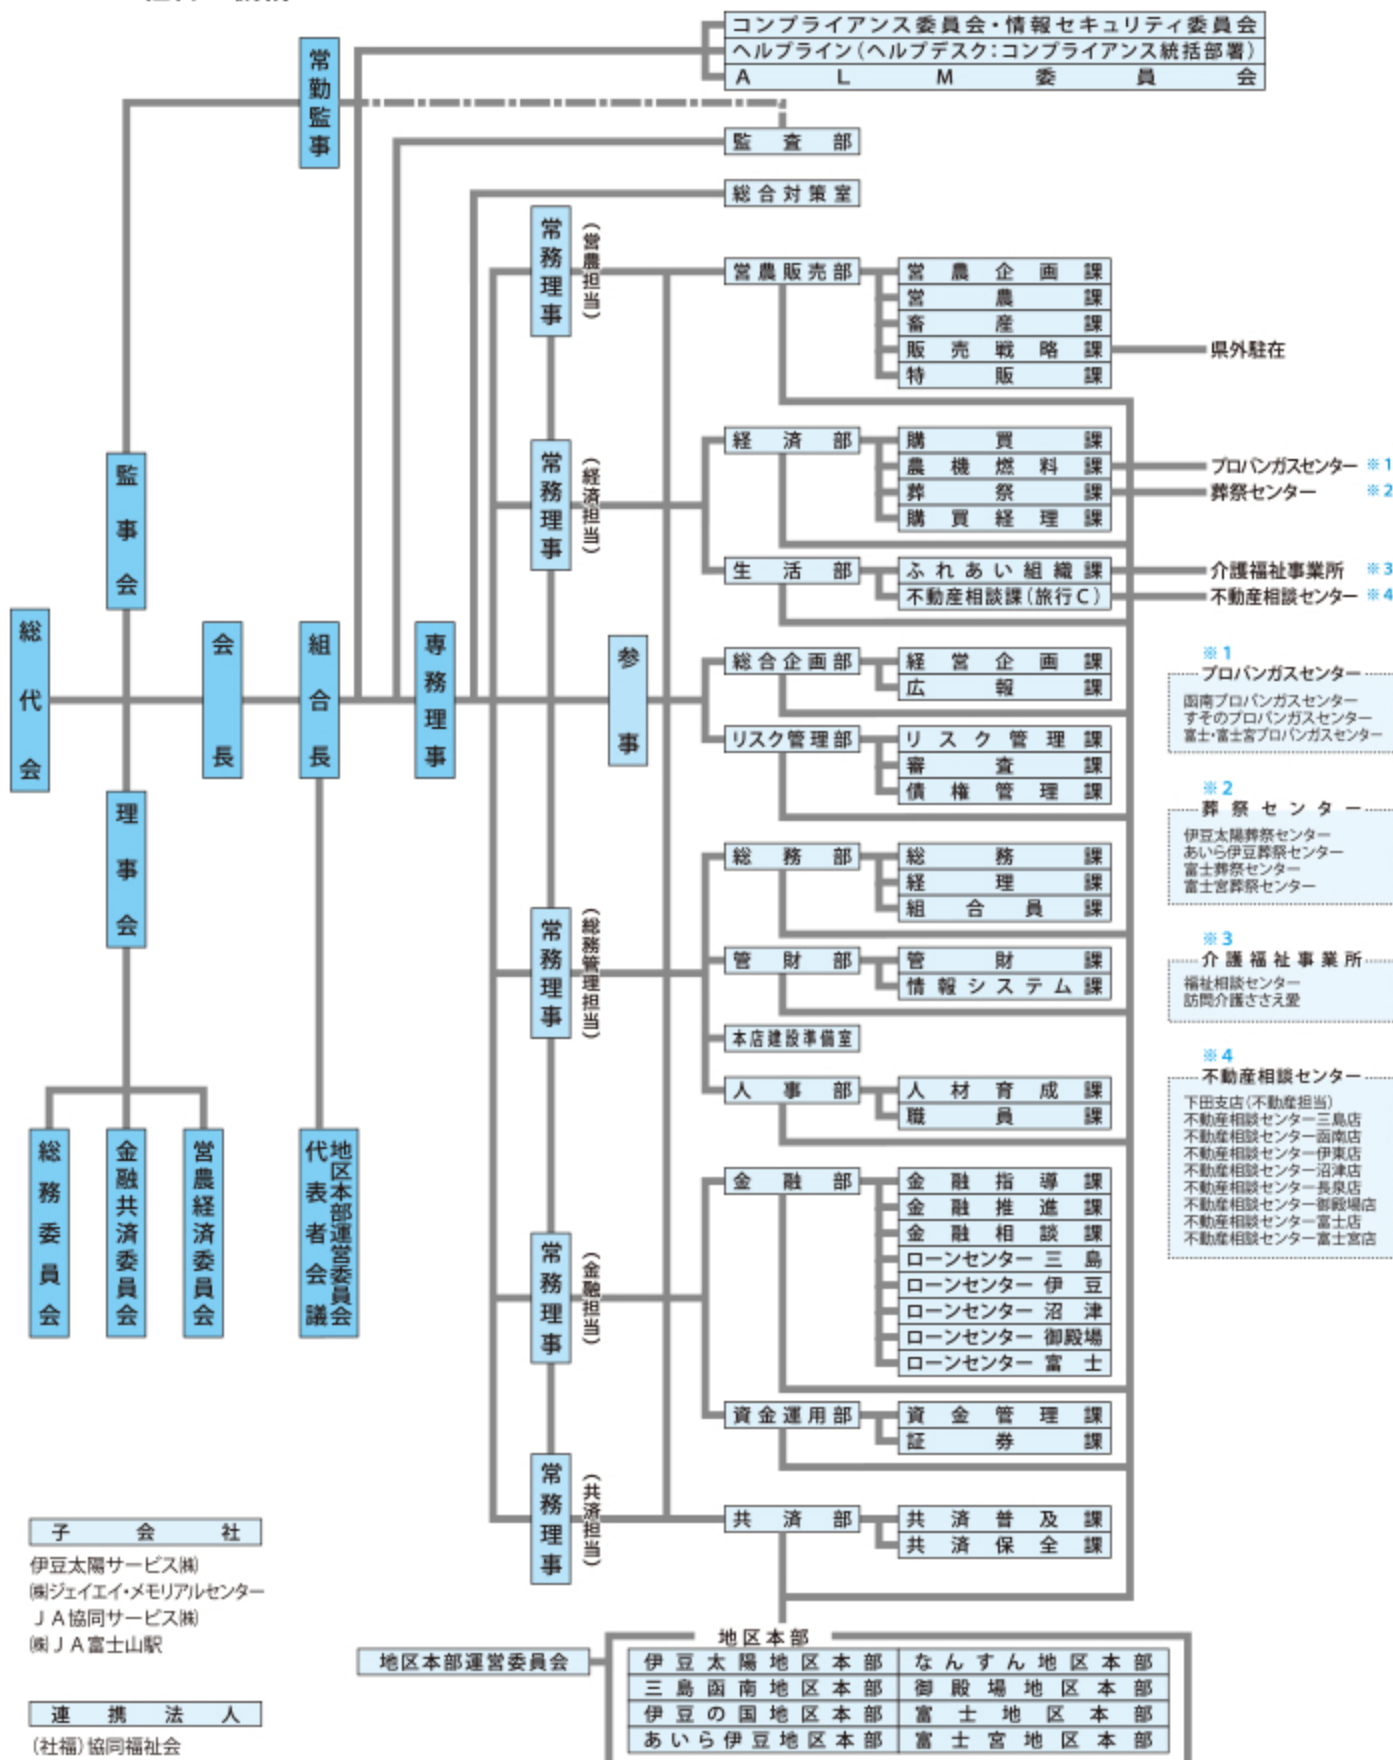 コンプライアンス委員会・情報セキュリティ委員会
ヘルプライン(ヘルプデスク:コンプライアンス統括部署)
ALM委員会
常勤監事
監査部
総合対策室
常務理事
(営農担当)
営農販売部
営農企画課
営農課
畜産課
販売戦略課
県外駐在
特販課
常務理事
(経済担当)
経済部
購買課
農機燃料課
プロパンガスセンター ※1
葬祭課
葬祭センター ※2
購買経理課
生活部
ふれあい組織課
介護福祉事業所 ※3
不動産相談課(旅行C)
不動産相談センター ※4
監事会
総代会
会長
組合長
専務理事
参事
理事会
総合企画部
経営企画課
広報課
リスク管理部
リスク管理課
審査課
債権管理課
常務理事
(総務管理担当)
総務部
総務課
経理課
組合員課
管財部
管財課
情報システム課
本店建設準備室
人事部
人材育成課
職員課
総務委員会
金融共済委員会
営農経済委員会
地区本部運営委員会
代表者会議
常務理事
(金融担当)
金融部
金融指導課
金融推進課
金融相談課
ローンセンター 三島
ローンセンター 伊豆
ローンセンター 沼津
ローンセンター 御殿場
ローンセンター 富士
資金運用部
資金管理課
証券課
常務理事
(共済担当)
共済部
共済普及課
共済保全課
※1
プロパンガスセンター
函南プロパンガスセンター
すそのプロパンガスセンター
富士・富士宮プロパンガスセンター
※2
葬祭センター
伊豆太陽葬祭センター
あいら伊豆葬祭センター
富士葬祭センター
富士宮葬祭センター
※3
介護福祉事業所
福祉相談センター
訪問介護ささえ愛
※4
不動産相談センター
下田支店(不動産担当)
不動産相談センター三島店
不動産相談センター函南店
不動産相談センター伊東店
不動産相談センター沼津店
不動産相談センター長泉店
不動産相談センター御殿場店
不動産相談センター富士店
不動産相談センター富士宮店
子会社
伊豆太陽サービス㈱
㈱ジェイエイ・メモリアルセンター
JA協同サービス㈱
㈱JA富士山駅
連携法人
(社福)協同福祉会
地区本部運営委員会
地区本部
伊豆太陽地区本部 なんすん地区本部
三島函南地区本部 御殿場地区本部
伊豆の国地区本部 富士地区本部
あいら伊豆地区本部 富士宮地区本部